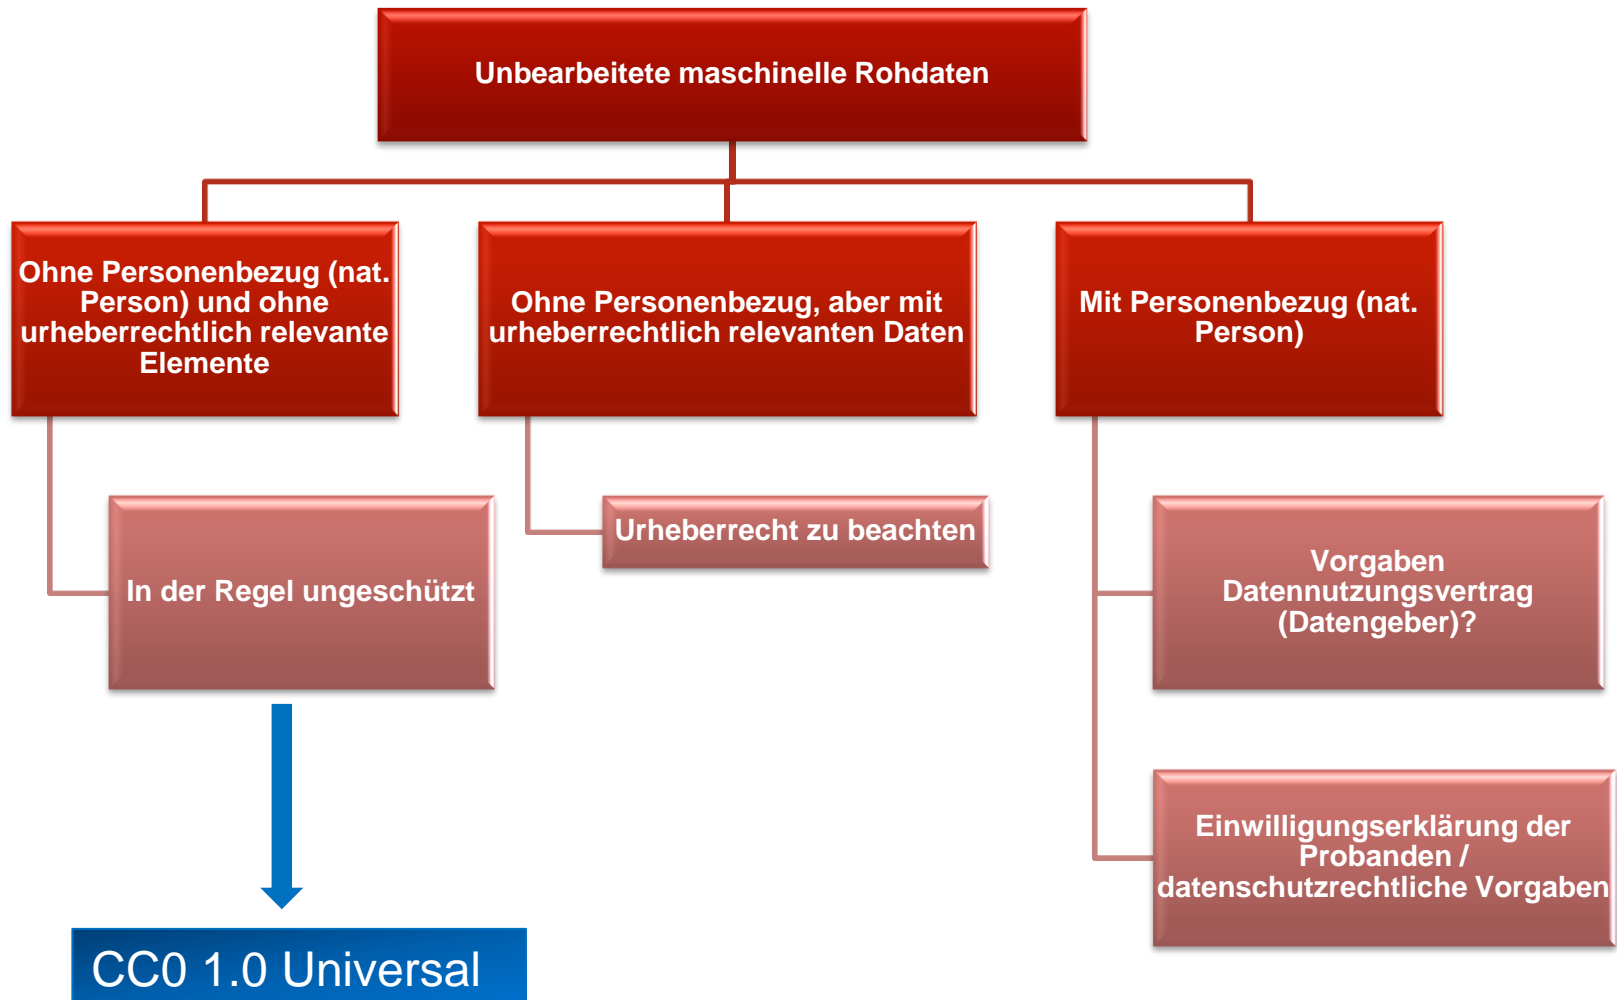 Unbearbeitete maschinelle Rohdaten
Ohne Personenbezug (nat.
Person) und ohne
urheberrechtlich relevante
Elemente
Ohne Personenbezug, aber mit
urheberrechtlich relevanten Daten
Mit Personenbezug (nat.
Person)
In der Regel ungeschützt
Urheberrecht zu beachten
Vorgaben
Datennutzungsvertrag
(Datengeber)?
Einwilligungserklärung der
Probanden /
datenschutzrechtliche Vorgaben
CC0 1.0 Universal